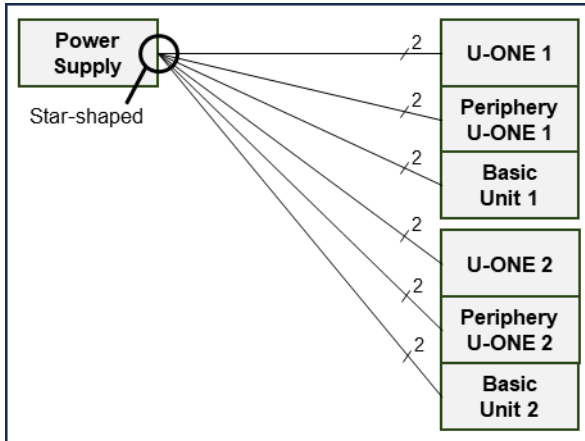 Power
Supply
Star-shaped
2
U-ONE 1
2
Periphery
U-ONE 1
2
Basic
Unit 1
2
U-ONE 2
2
Periphery
U-ONE 2
2
Basic
Unit 2